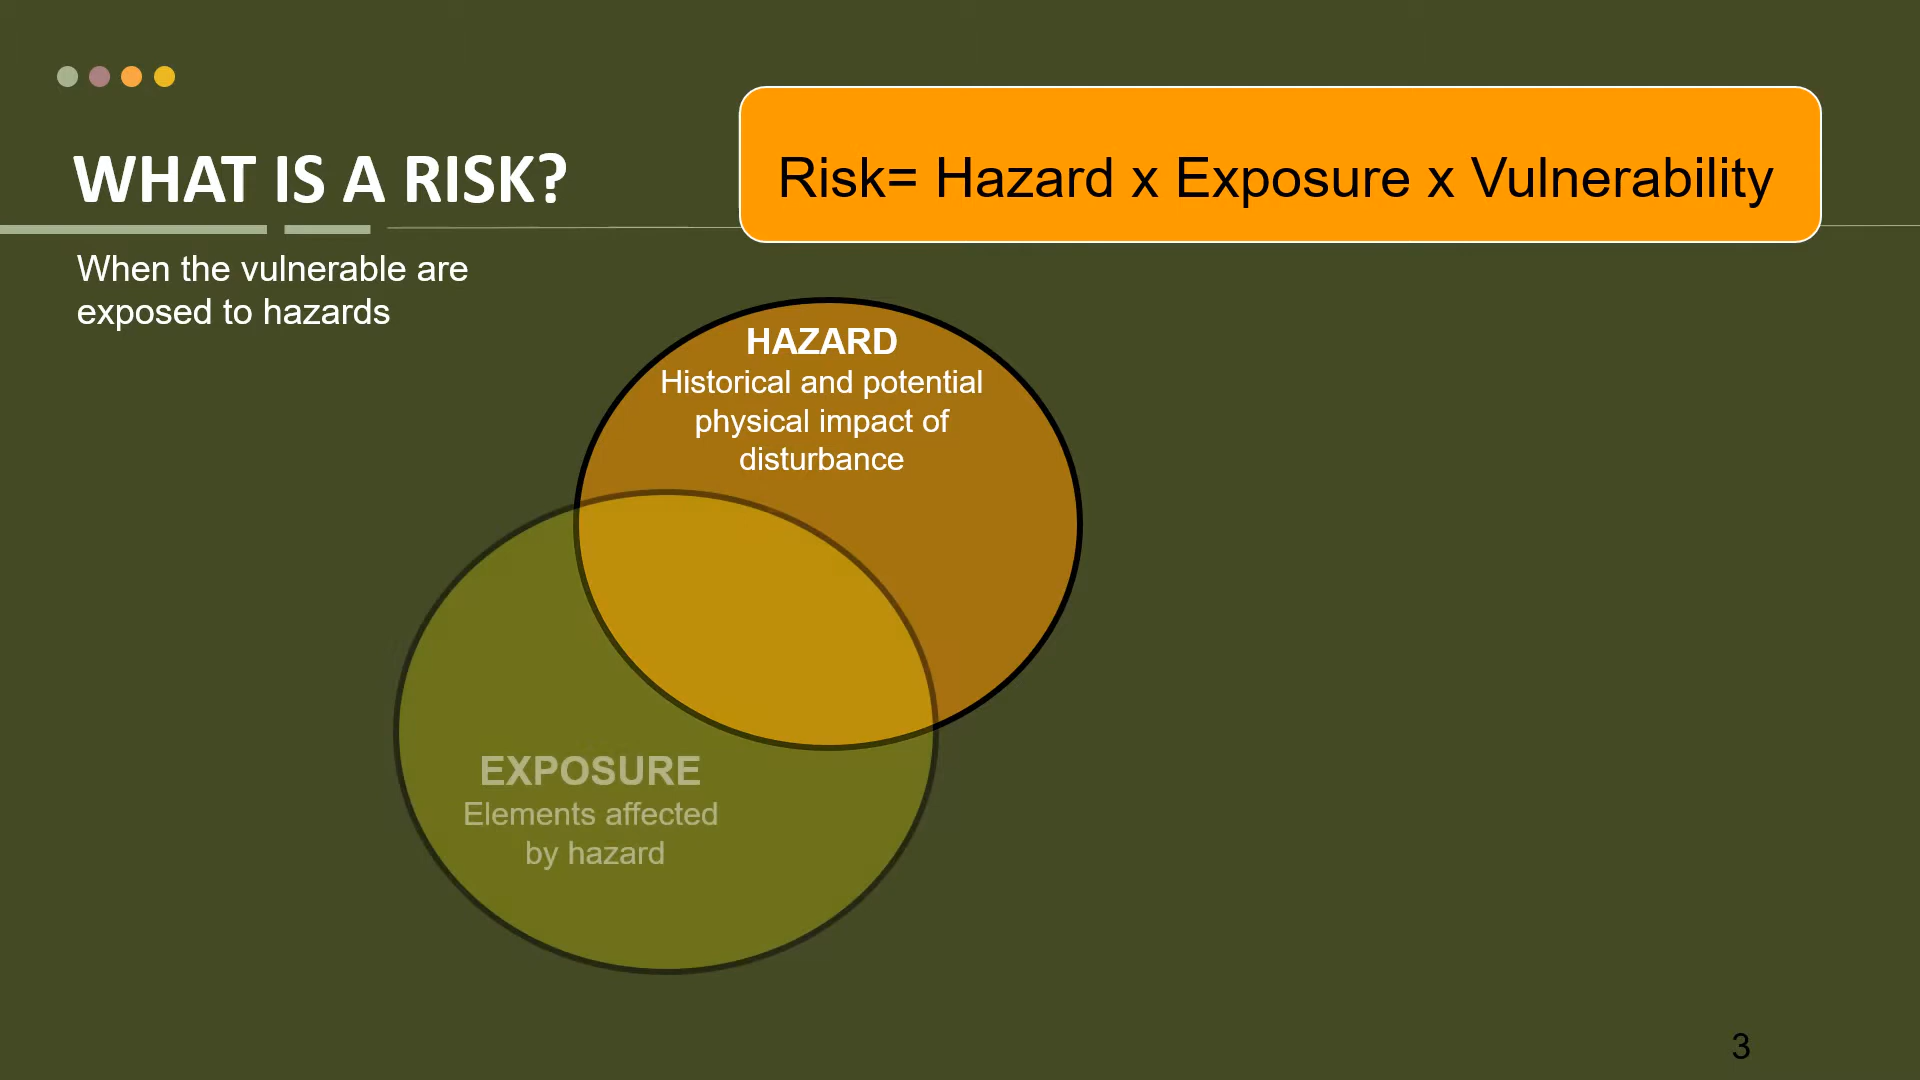 WHAT IS A RISK?
Risk= Hazard x Exposure x Vulnerability
When the vulnerable are
exposed to hazards
HAZARD
Historical and potential
physical impact of
disturbance
EXPOSURE
Elements affected
by hazard
3